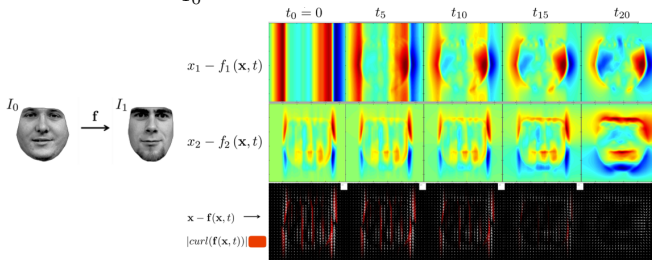 t₀ = 0 t₅ t₁₀ t₁₅ t₂₀
x₁ − f₁ (x, t)
I₀ f I₁
x₂ − f₂ (x, t)
x − f(x, t)
|curl(f(x, t))|